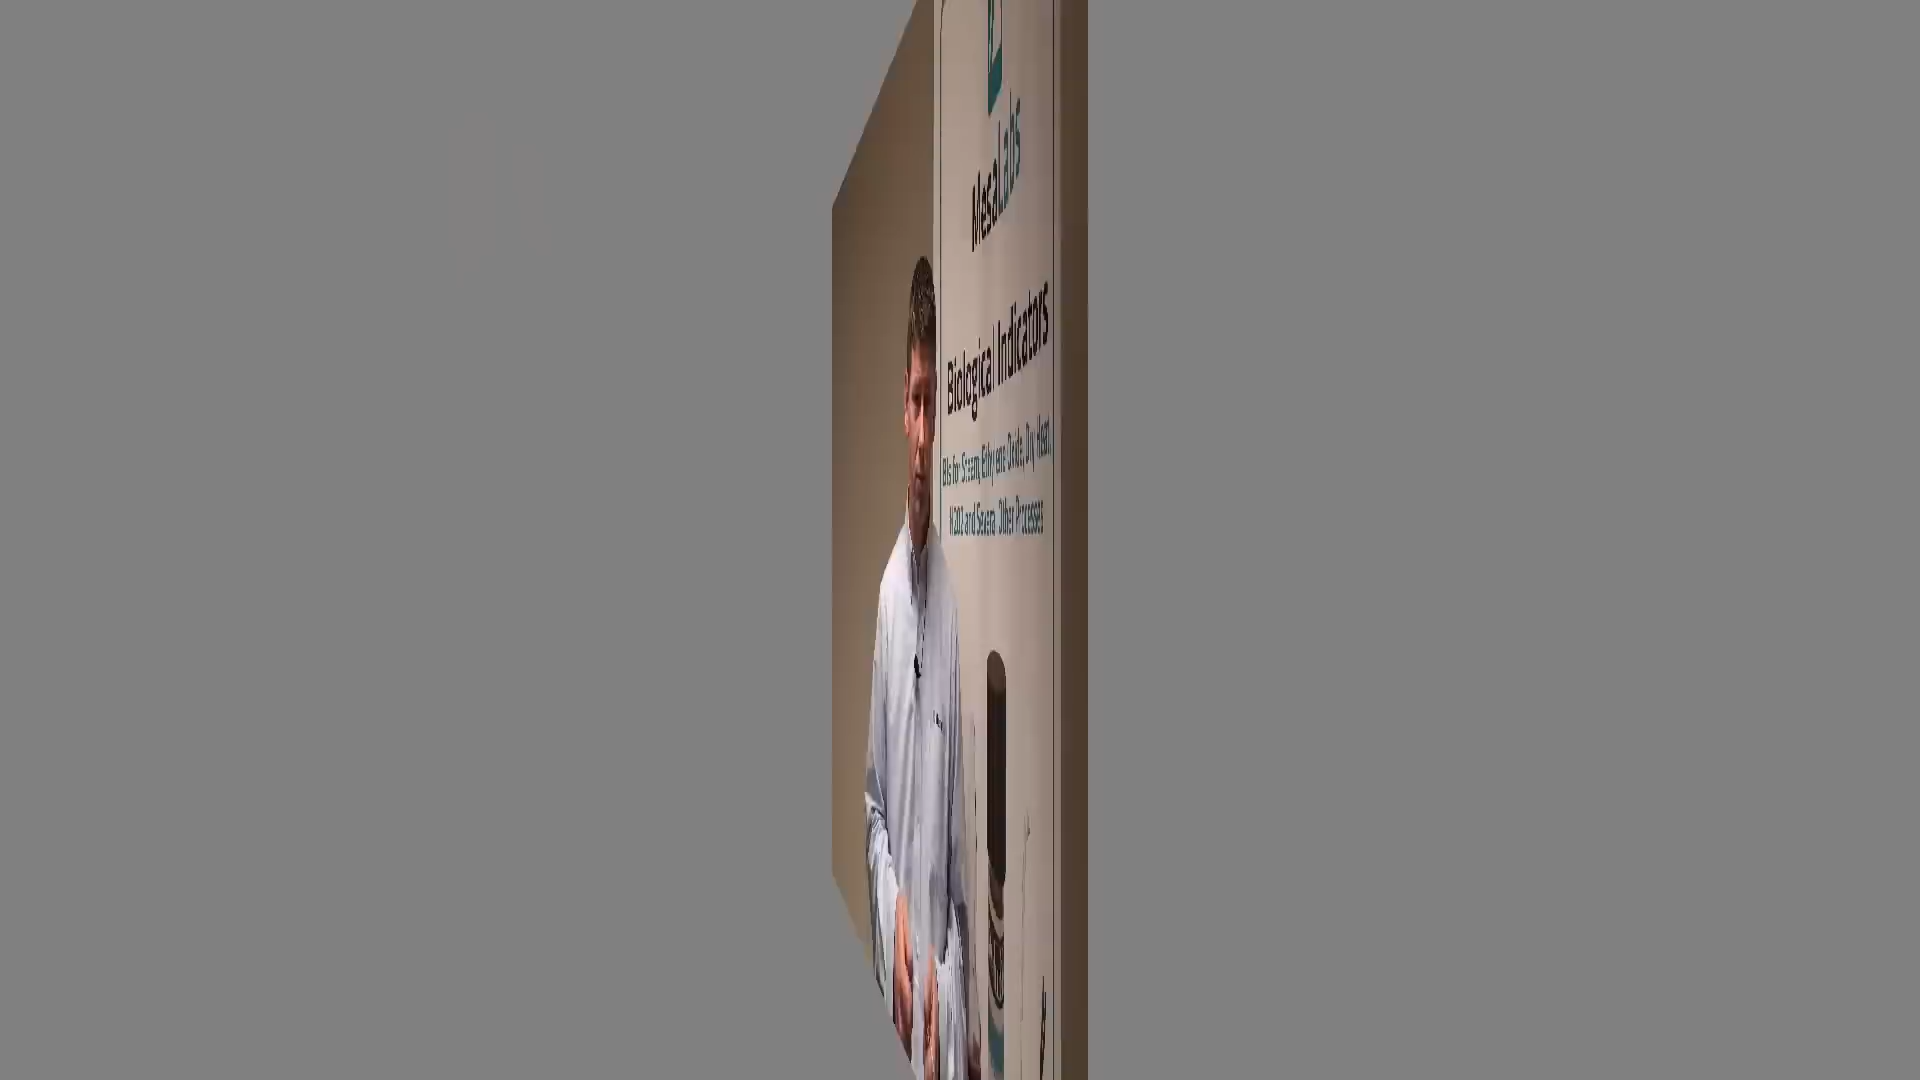 MesaLabs
Biological Indicators
BIs for Steam, Ethylene Oxide, Dry Heat,
H2O2 and Several Other Processes